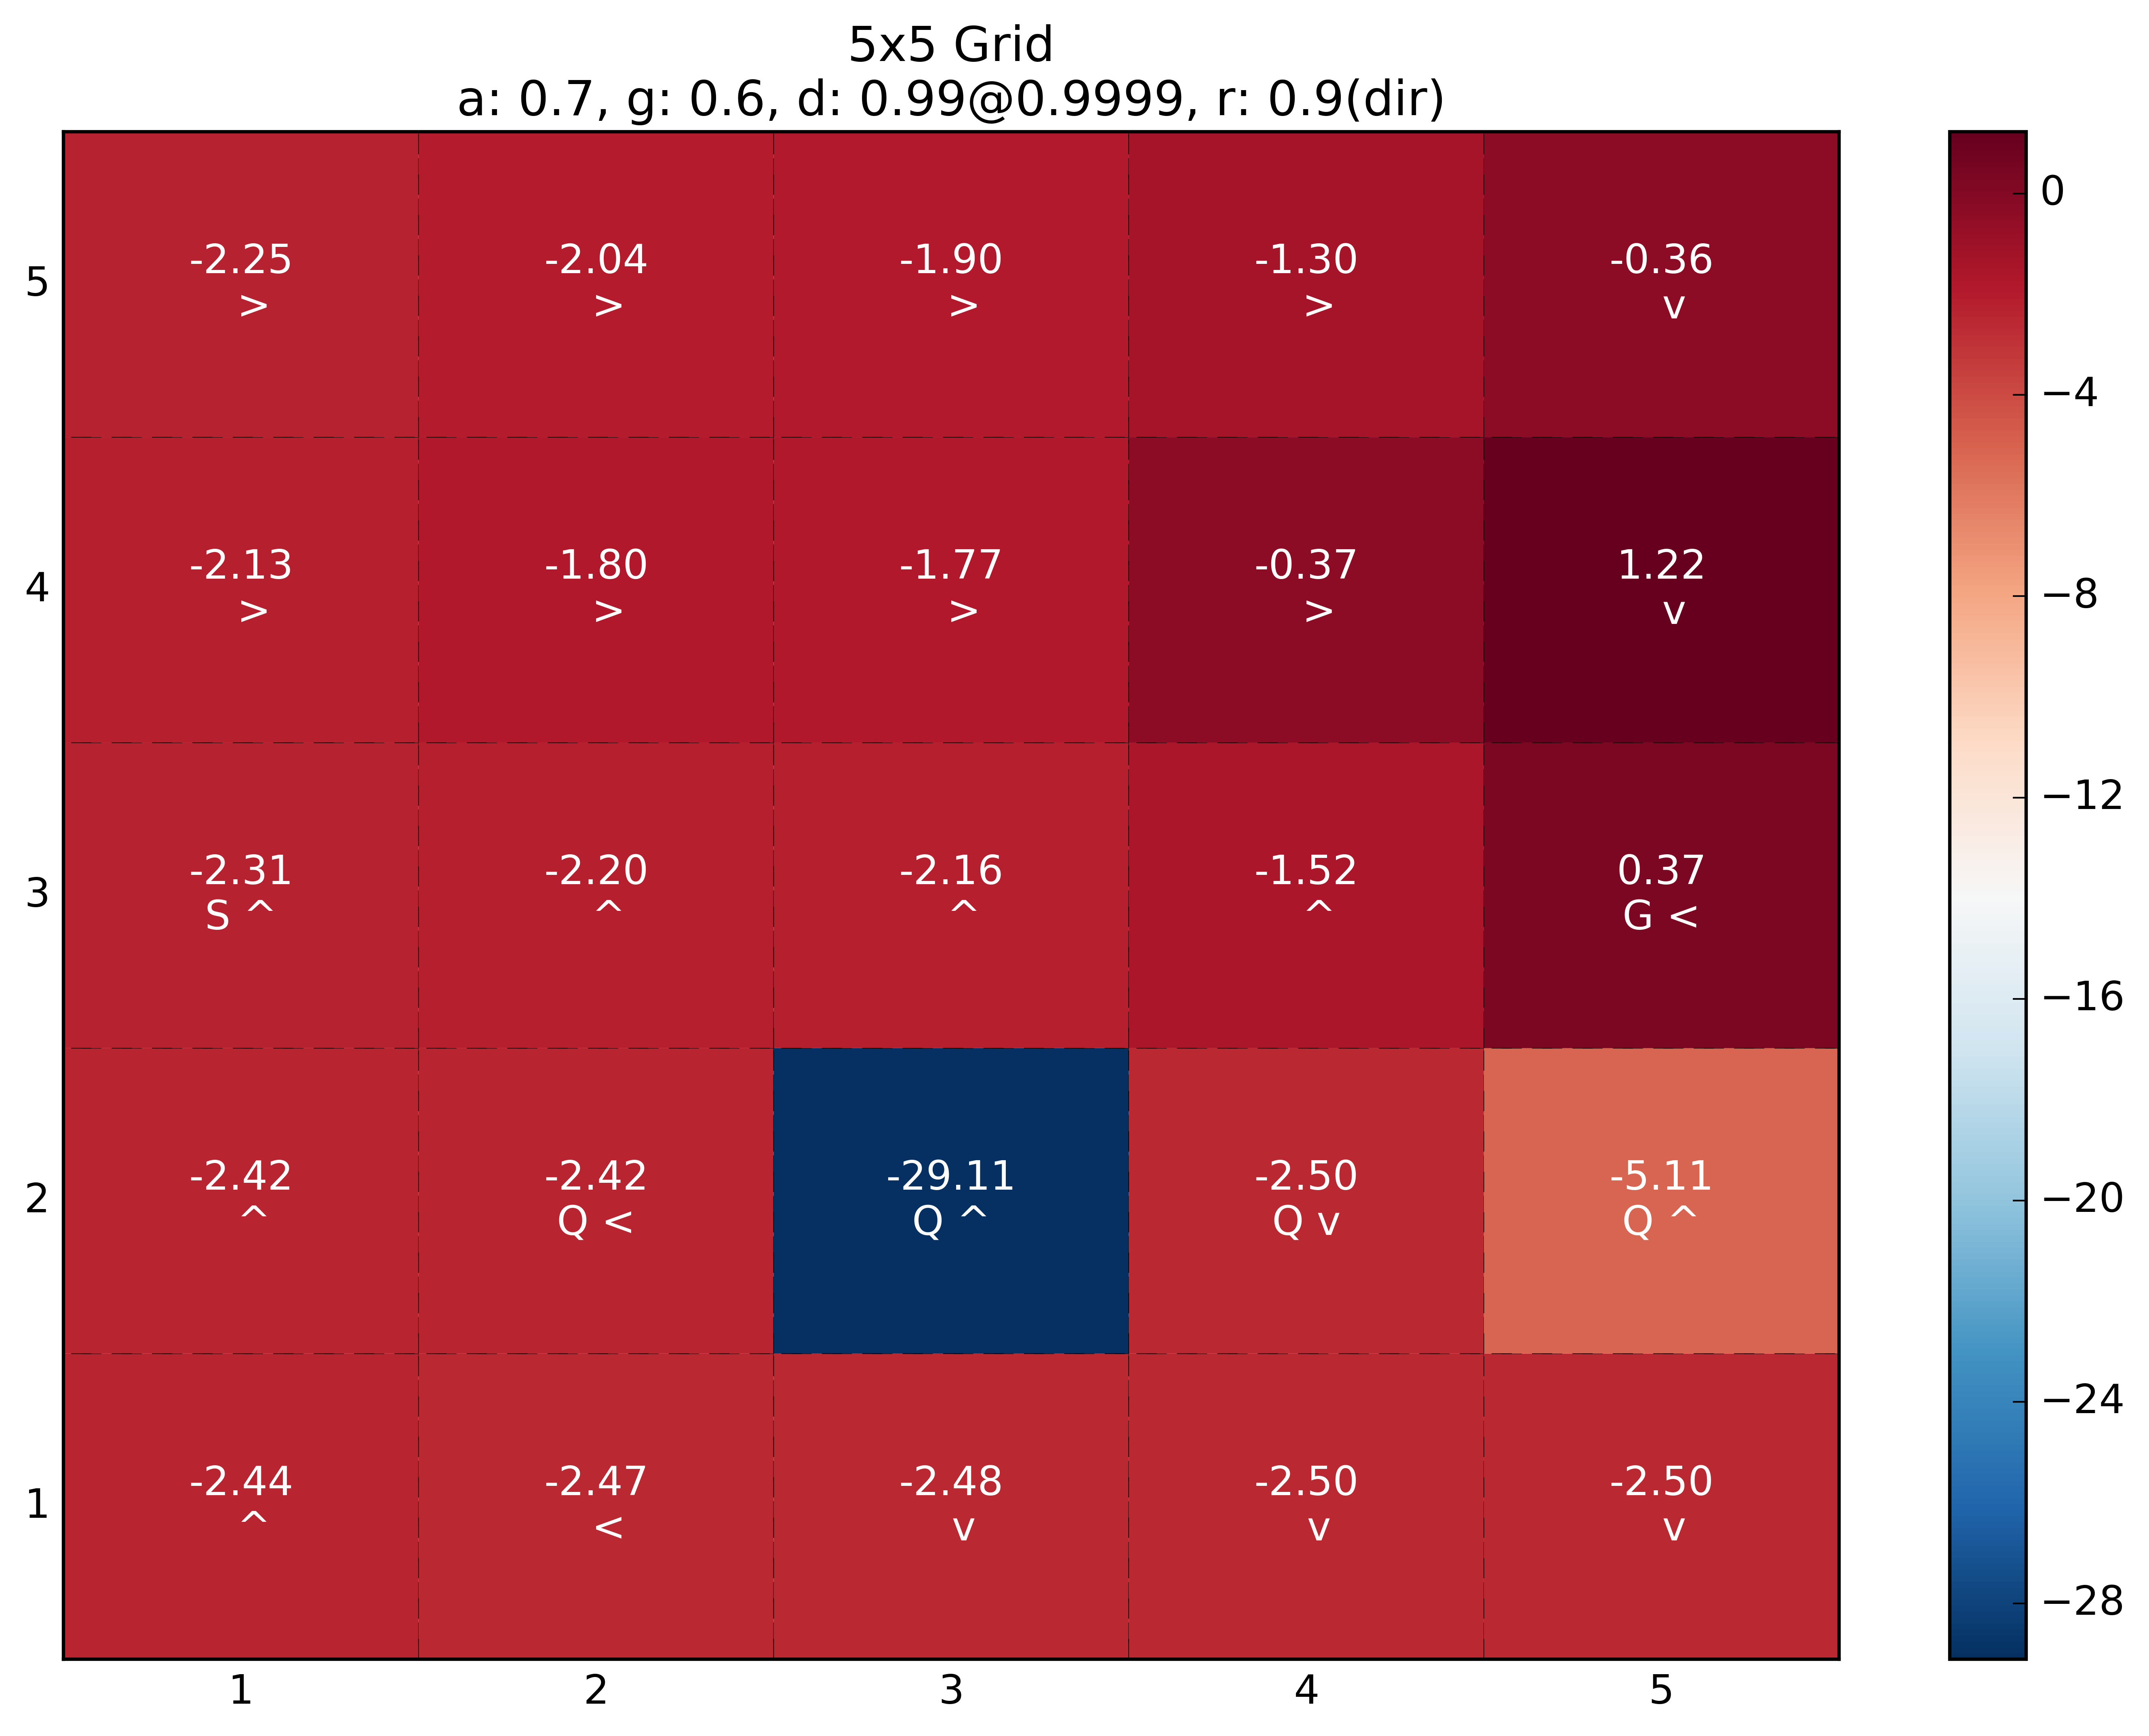 5x5 Grid
a: 0.7, g: 0.6, d: 0.99@0.9999, r: 0.9(dir)
5
-2.25 -2.04 -1.90 -1.30 -0.36
> > > > v
4
-2.13 -1.80 -1.77 -0.37 1.22
> > > > v
3
-2.31 -2.20 -2.16 -1.52 0.37
S ^ ^ ^ ^ G <
2
-2.42 -2.42 -29.11 -2.50 -5.11
^ Q < Q ^ Q v Q ^
1
-2.44 -2.47 -2.48 -2.50 -2.50
^ < v v v
1 2 3 4 5
0
−4
−8
−12
−16
−20
−24
−28